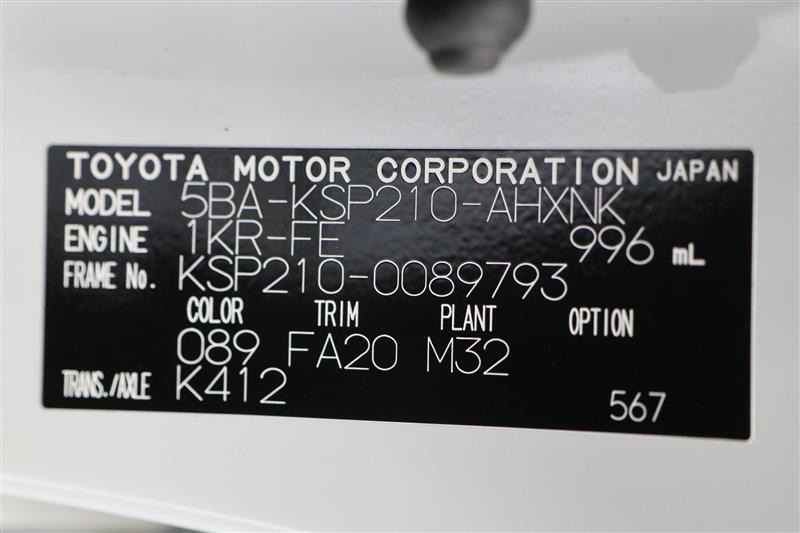 TOYOTA MOTOR CORPORATION JAPAN
MODEL 5BA-KSP210-AHXNK
ENGINE 1KR-FE 996 mL
FRAME No. KSP210-0089793
COLOR TRIM PLANT OPTION
089 FA20 M32
TRANS./AXLE K412
567